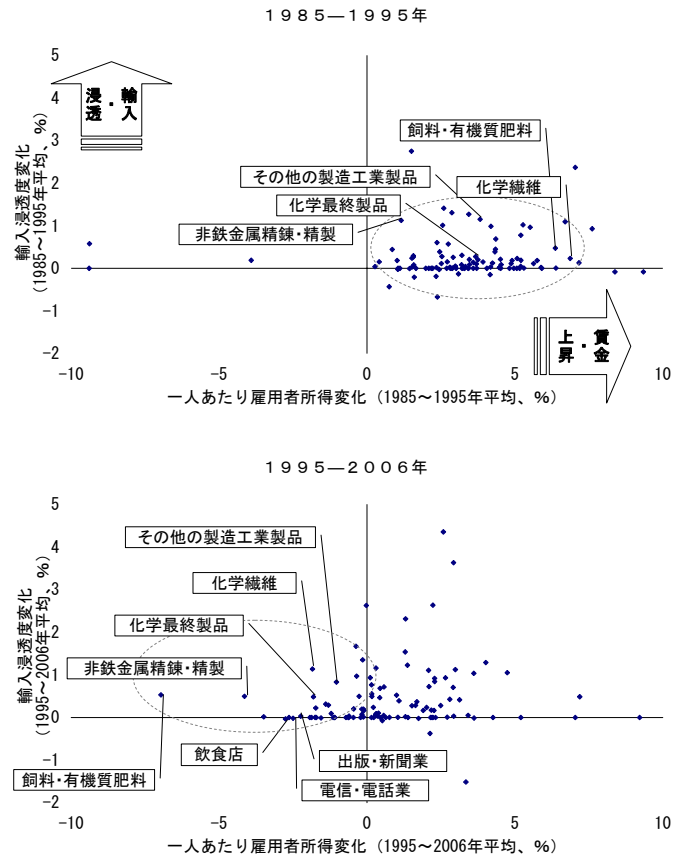 １９８５―１９９５年
輸入浸透度変化
（1985～1995年平均、%）
5
4
3
2
1
0
-1
-2
輸入・
浸透
飼料・有機質肥料
その他の製造工業製品
化学繊維
化学最終製品
非鉄金属精錬・精製
賃金・
上昇
-10
-5
0
5
10
一人あたり雇用者所得変化（1985～1995年平均、%）
１９９５―２００６年
輸入浸透度変化
（1995～2006年平均、%）
5
4
3
2
1
0
-1
-2
その他の製造工業製品
化学繊維
化学最終製品
非鉄金属精錬・精製
飲食店
出版・新聞業
飼料・有機質肥料
電信・電話業
-10
-5
0
5
10
一人あたり雇用者所得変化（1995～2006年平均、%）